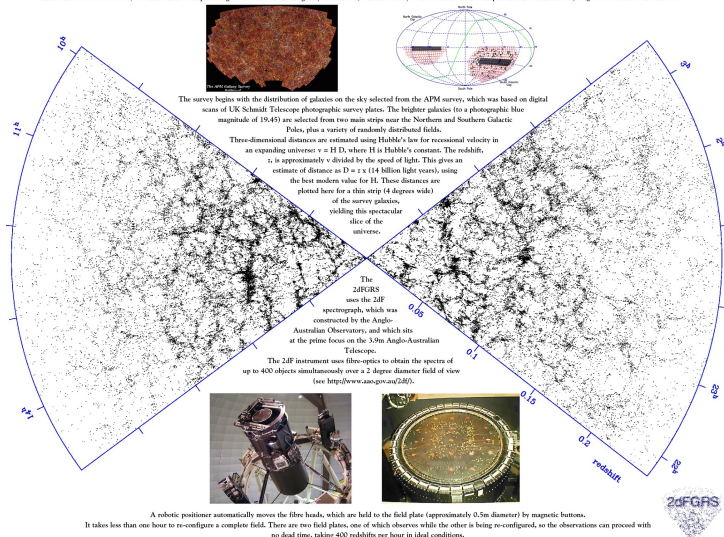 The APM Galaxy Survey
North Pole
North Galactic
Cap
South Galactic
Cap
South Pole
The survey begins with the distribution of galaxies on the sky selected from the APM survey, which was based on digital
scans of UK Schmidt Telescope photographic survey plates. The brighter galaxies (to a photographic blue
magnitude of 19.45) are selected from two main strips near the Northern and Southern Galactic
Poles, plus a variety of randomly distributed fields.
Three-dimensional distances are estimated using Hubble's law for recessional velocity in
an expanding universe: v = H D, where H is Hubble's constant. The redshift,
z, is approximately v divided by the speed of light. This gives an
estimate of distance as D = z x (14 billion light years), using
the best modern value for H. These distances are
plotted here for a thin strip (4 degrees wide)
of the survey galaxies,
yielding this spectacular
slice of the
universe.
10h
11h
14h
3h
2h
23h
22h
0.05
0.1
0.15
0.2
redshift
The
2dFGRS
uses the 2dF
spectrograph, which was
constructed by the Anglo-
Australian Observatory, and which sits
at the prime focus on the 3.9m Anglo-Australian
Telescope.
The 2dF instrument uses fibre-optics to obtain the spectra of
up to 400 objects simultaneously over a 2 degree diameter field of view
(see http://www.aao.gov.au/2df/).
A robotic positioner automatically moves the fibre heads, which are held to the field plate (approximately 0.5m diameter) by magnetic buttons.
It takes less than one hour to re-configure a complete field. There are two field plates, one of which observes while the other is being re-configured, so the observations can proceed with
no dead time, taking 400 redshifts per hour in ideal conditions.
2dFGRS